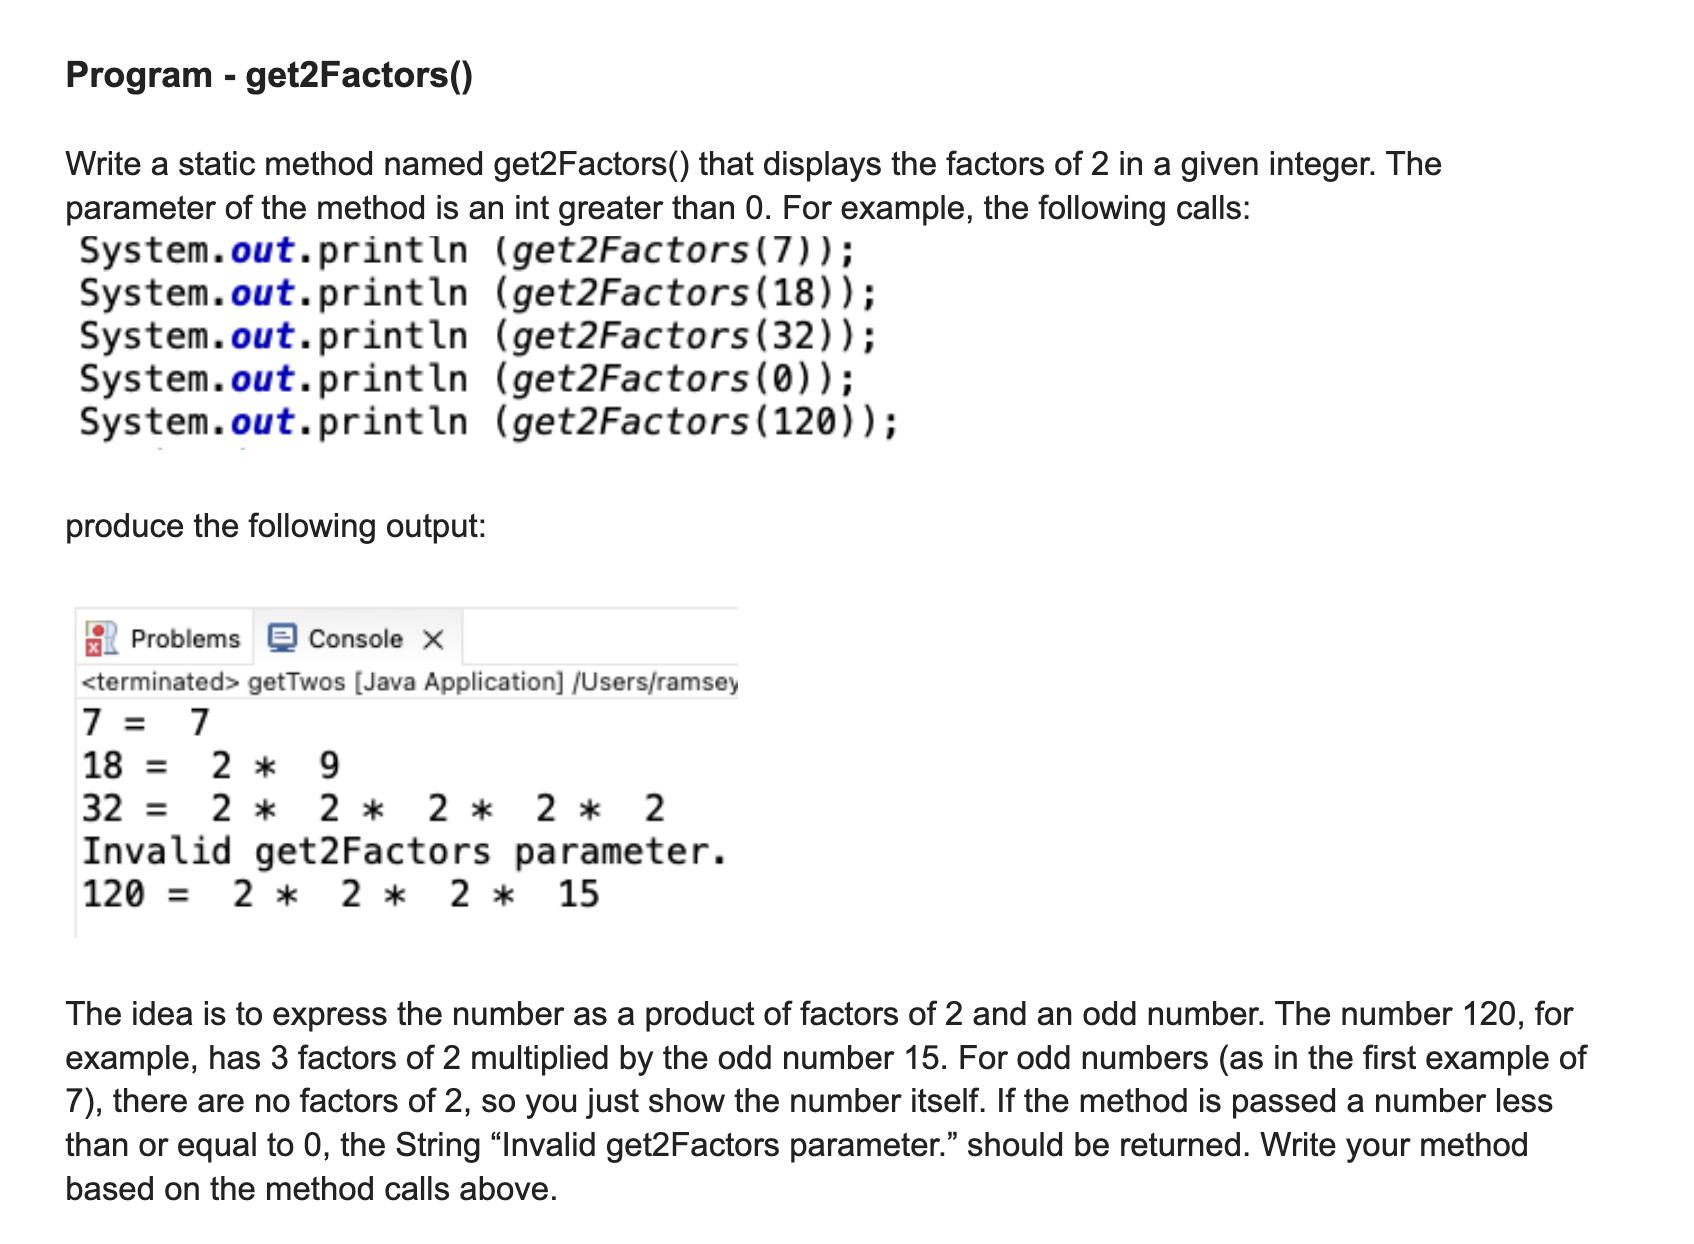 Program - get2Factors()
Write a static method named get2Factors() that displays the factors of 2 in a given integer. The
parameter of the method is an int greater than 0. For example, the following calls:
System.out.println (get2Factors(7));
System.out.println (get2Factors(18));
System.out.println (get2Factors(32));
System.out.println (get2Factors(0));
System.out.println (get2Factors(120));
produce the following output:
Problems Console X
<terminated> getTwos [Java Application] /Users/ramsey
7 =  7
18 =  2 *  9
32 =  2 *  2 *  2 *  2 *  2
Invalid get2Factors parameter.
120 =  2 *  2 *  2 *  15
The idea is to express the number as a product of factors of 2 and an odd number. The number 120, for
example, has 3 factors of 2 multiplied by the odd number 15. For odd numbers (as in the first example of
7), there are no factors of 2, so you just show the number itself. If the method is passed a number less
than or equal to 0, the String “Invalid get2Factors parameter.” should be returned. Write your method
based on the method calls above.